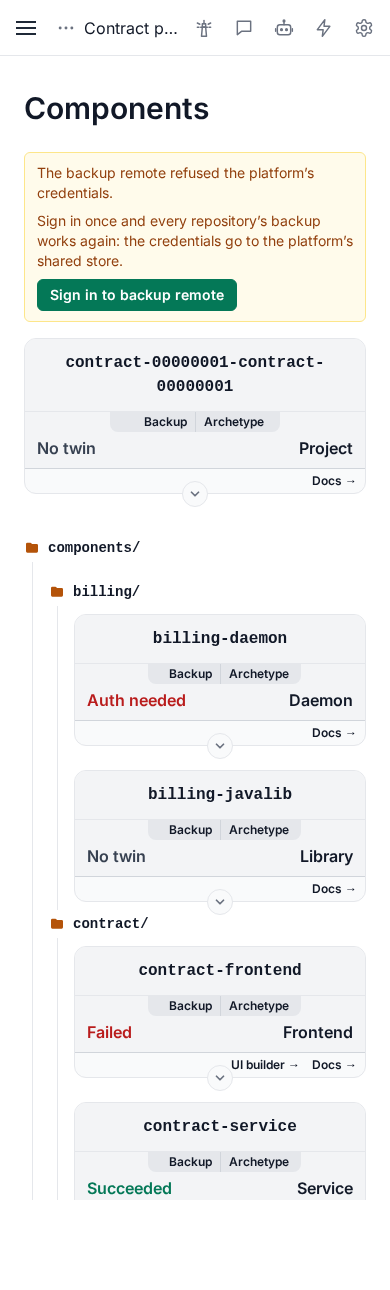 Contract p...
Components
The backup remote refused the platform's
credentials.
Sign in once and every repository's backup
works again: the credentials go to the platform's
shared store.
Sign in to backup remote
contract-00000001-contract-
00000001
Backup Archetype
No twin Project
Docs →
components/
billing/
billing-daemon
Backup Archetype
Auth needed Daemon
Docs →
billing-javalib
Backup Archetype
No twin Library
Docs →
contract/
contract-frontend
Backup Archetype
Failed Frontend
UI builder → Docs →
contract-service
Backup Archetype
Succeeded Service